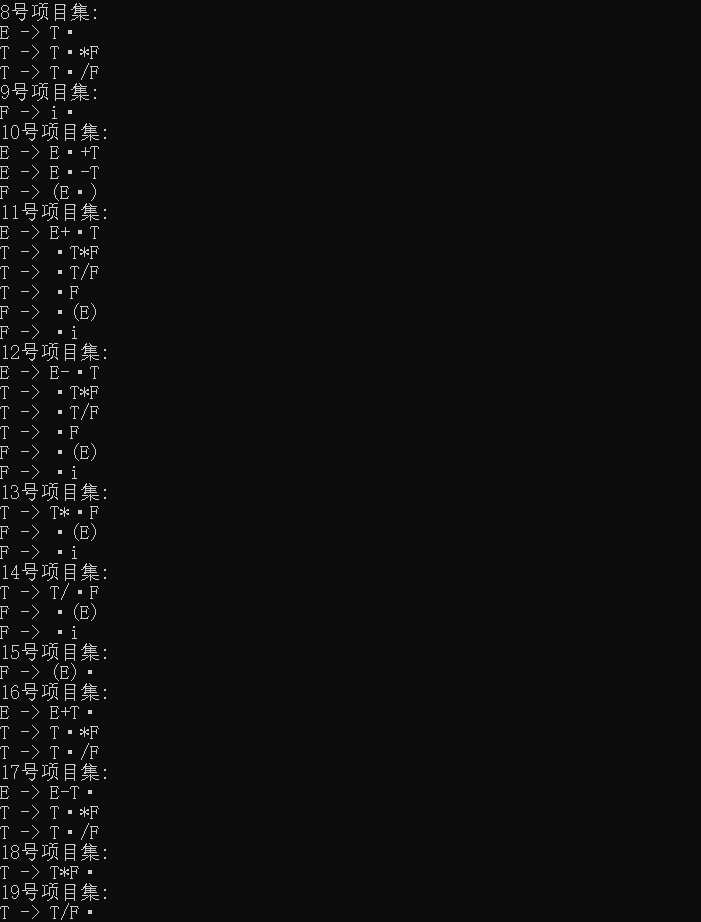 8号项目集:
E -> T·
T -> T·*F
T -> T·/F
9号项目集:
F -> i·
10号项目集:
E -> E·+T
E -> E·-T
F -> (E·)
11号项目集:
E -> E+·T
T -> ·T*F
T -> ·T/F
T -> ·F
F -> ·(E)
F -> ·i
12号项目集:
E -> E-·T
T -> ·T*F
T -> ·T/F
T -> ·F
F -> ·(E)
F -> ·i
13号项目集:
T -> T*·F
F -> ·(E)
F -> ·i
14号项目集:
T -> T/·F
F -> ·(E)
F -> ·i
15号项目集:
F -> (E)·
16号项目集:
E -> E+T·
T -> T·*F
T -> T·/F
17号项目集:
E -> E-T·
T -> T·*F
T -> T·/F
18号项目集:
T -> T*F·
19号项目集:
T -> T/F·